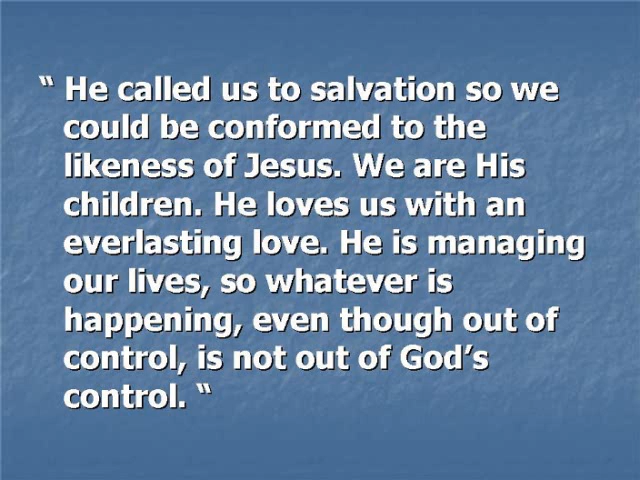 “ He called us to salvation so we
could be conformed to the
likeness of Jesus. We are His
children. He loves us with an
everlasting love. He is managing
our lives, so whatever is
happening, even though out of
control, is not out of God’s
control. “